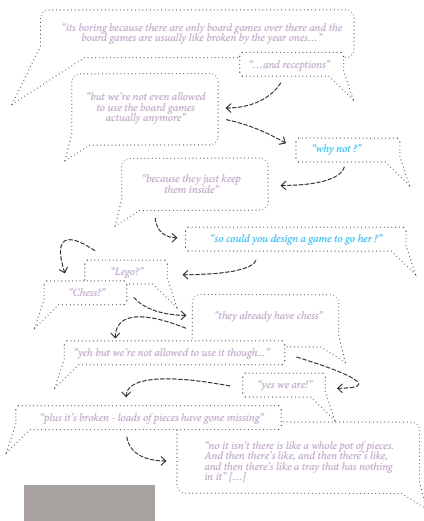 “its boring because there are only board games over there and the
board games are usually like broken by the year ones…”
“…and receptions”
“but we’re not even allowed
to use the board games
actually anymore”
“why not ?”
“because they just keep
them inside”
“so could you design a game to go her ?”
“Lego?”
“Chess?”
“they already have chess”
“yeh but we’re not allowed to use it though...”
“yes we are!”
“plus it’s broken - loads of pieces have gone missing”
“no it isn’t there is like a whole pot of pieces.
And then there’s like, and then there’s like,
and then there’s like a tray that has nothing
in it” […]